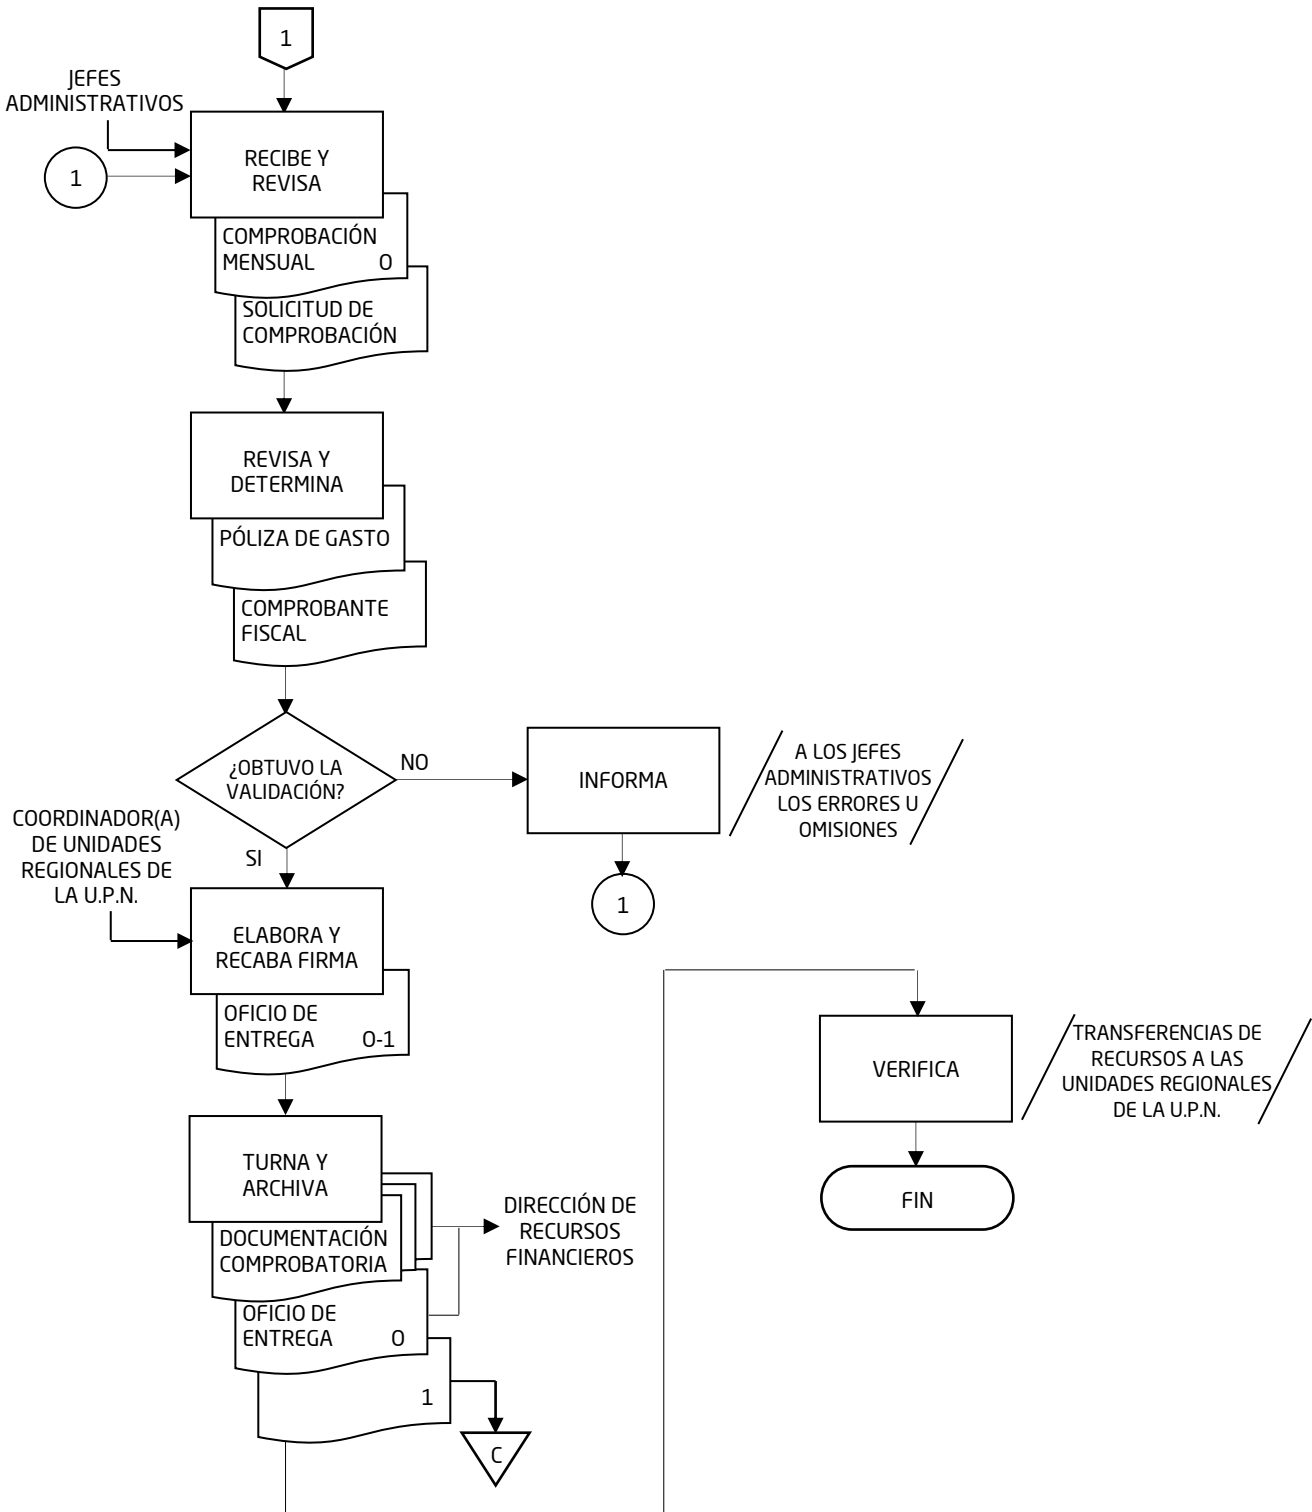 1
JEFES
ADMINISTRATIVOS
1
RECIBE Y
REVISA
COMPROBACIÓN
MENSUAL 0
SOLICITUD DE
COMPROBACIÓN
REVISA Y
DETERMINA
PÓLIZA DE GASTO
COMPROBANTE
FISCAL
¿OBTUVO LA
VALIDACIÓN?
NO
INFORMA
A LOS JEFES
ADMINISTRATIVOS
LOS ERRORES U
OMISIONES
1
SI
COORDINADOR(A)
DE UNIDADES
REGIONALES DE
LA U.P.N.
ELABORA Y
RECABA FIRMA
OFICIO DE
ENTREGA 0-1
TURNA Y
ARCHIVA
DOCUMENTACIÓN
COMPROBATORIA
OFICIO DE
ENTREGA 0
1
DIRECCIÓN DE
RECURSOS
FINANCIEROS
C
VERIFICA
TRANSFERENCIAS DE
RECURSOS A LAS
UNIDADES REGIONALES
DE LA U.P.N.
FIN